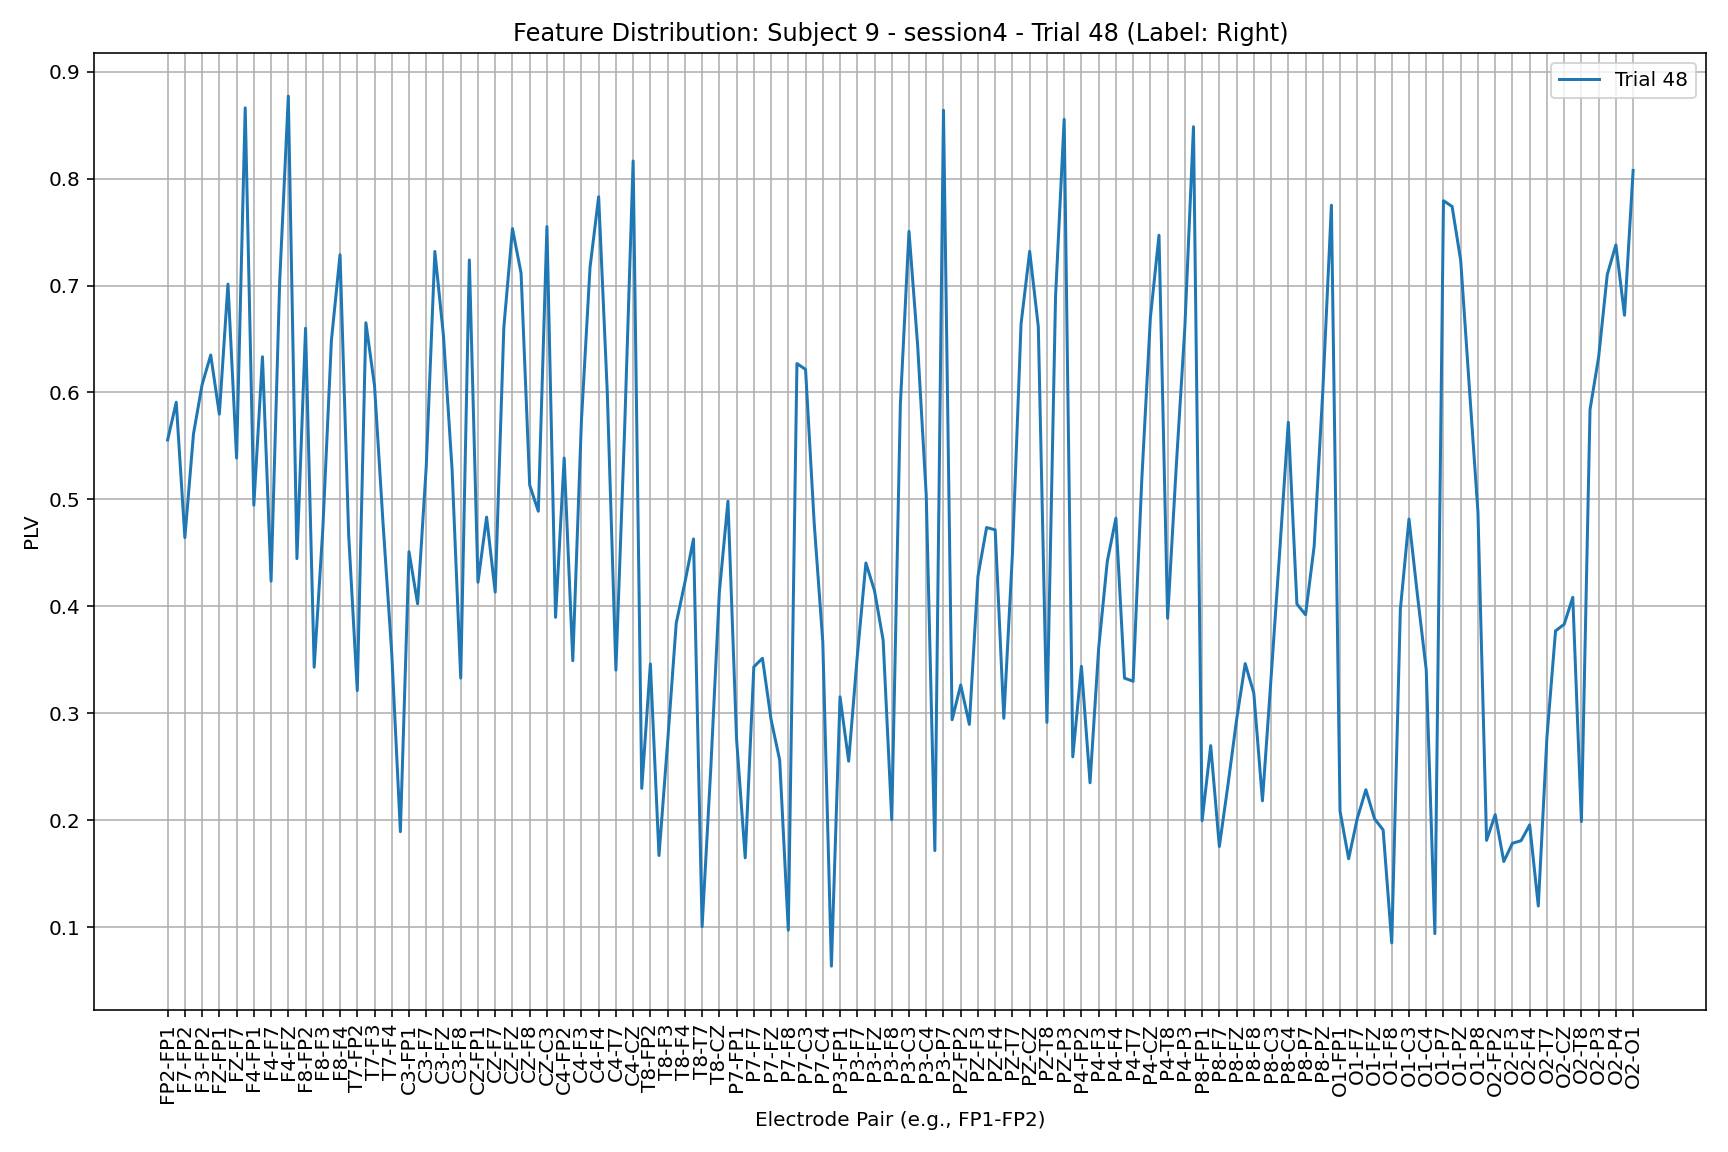 Feature Distribution: Subject 9 - session4 - Trial 48 (Label: Right)
Trial 48
PLV
0.9
0.8
0.7
0.6
0.5
0.4
0.3
0.2
0.1
FP2-FP1
F7-FP2
F3-FP2
FZ-FP1
FZ-F7
F4-FP1
F4-F7
F4-FZ
F8-FP2
F8-F3
F8-F4
T7-FP2
T7-F3
T7-F4
C3-FP1
C3-F7
C3-FZ
C3-F8
CZ-FP1
CZ-F7
CZ-FZ
CZ-F8
CZ-C3
C4-FP2
C4-F3
C4-F4
C4-T7
C4-CZ
T8-FP2
T8-F3
T8-F4
T8-T7
T8-CZ
P7-FP1
P7-F7
P7-FZ
P7-F8
P7-C3
P7-C4
P3-FP1
P3-F7
P3-FZ
P3-F8
P3-C3
P3-C4
P3-P7
PZ-FP2
PZ-F3
PZ-F4
PZ-T7
PZ-CZ
PZ-T8
PZ-P3
P4-FP2
P4-F3
P4-F4
P4-T7
P4-CZ
P4-T8
P4-P3
P8-FP1
P8-F7
P8-FZ
P8-F8
P8-C3
P8-C4
P8-P7
P8-PZ
O1-FP1
O1-F7
O1-FZ
O1-F8
O1-C3
O1-C4
O1-P7
O1-PZ
O1-P8
O2-FP2
O2-F3
O2-F4
O2-T7
O2-CZ
O2-T8
O2-P3
O2-P4
O2-O1
Electrode Pair (e.g., FP1-FP2)